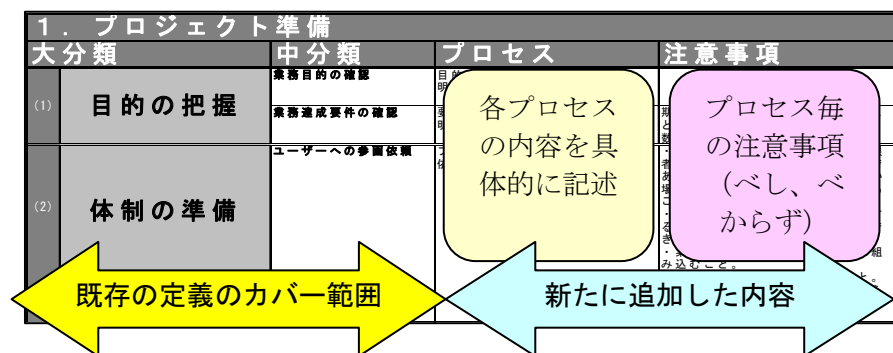 1. プロジェクト準備
大分類 中分類 プロセス 注意事項
(1) 目的の把握
業務目的の確認
業務達成要件の確認
(2) 体制の準備
ユーザーへの参画依頼
各プロセス
の内容を具
体的に記述
プロセス毎
の注意事項
(べし、べ
からず)
み込むこと。
既存の定義のカバー範囲
新たに追加した内容